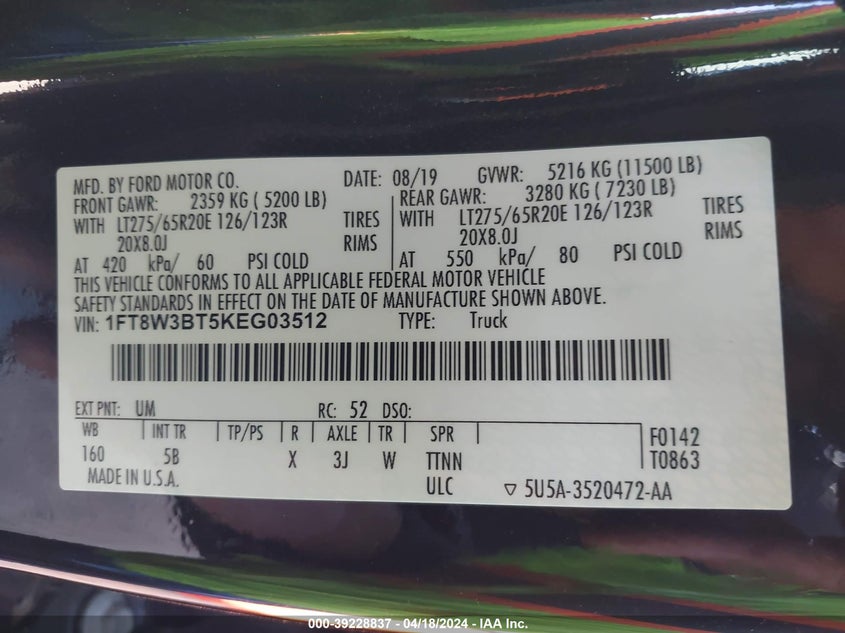 MFD. BY FORD MOTOR CO. DATE: 08/19 GVWR: 5216 KG (11500 LB)
FRONT GAWR: 2359 KG ( 5200 LB) REAR GAWR: 3280 KG ( 7230 LB)
WITH LT275/65R20E 126/123R TIRES WITH LT275/65R20E 126/123R TIRES
20X8.0J RIMS 20X8.0J RIMS
AT 420 kPa/ 60 PSI COLD AT 550 kPa/ 80 PSI COLD
THIS VEHICLE CONFORMS TO ALL APPLICABLE FEDERAL MOTOR VEHICLE
SAFETY STANDARDS IN EFFECT ON THE DATE OF MANUFACTURE SHOWN ABOVE.
VIN: 1FT8W3BT5KEG03512 TYPE: Truck
EXT PNT: UM RC: 52 DSO:
WB INT TR TP/PS R AXLE TR SPR F0142
160 5B X 3J W TTNN T0863
MADE IN U.S.A. ULC ▽ 5U5A-3520472-AA
000-39228837 - 04/18/2024 - IAA Inc.